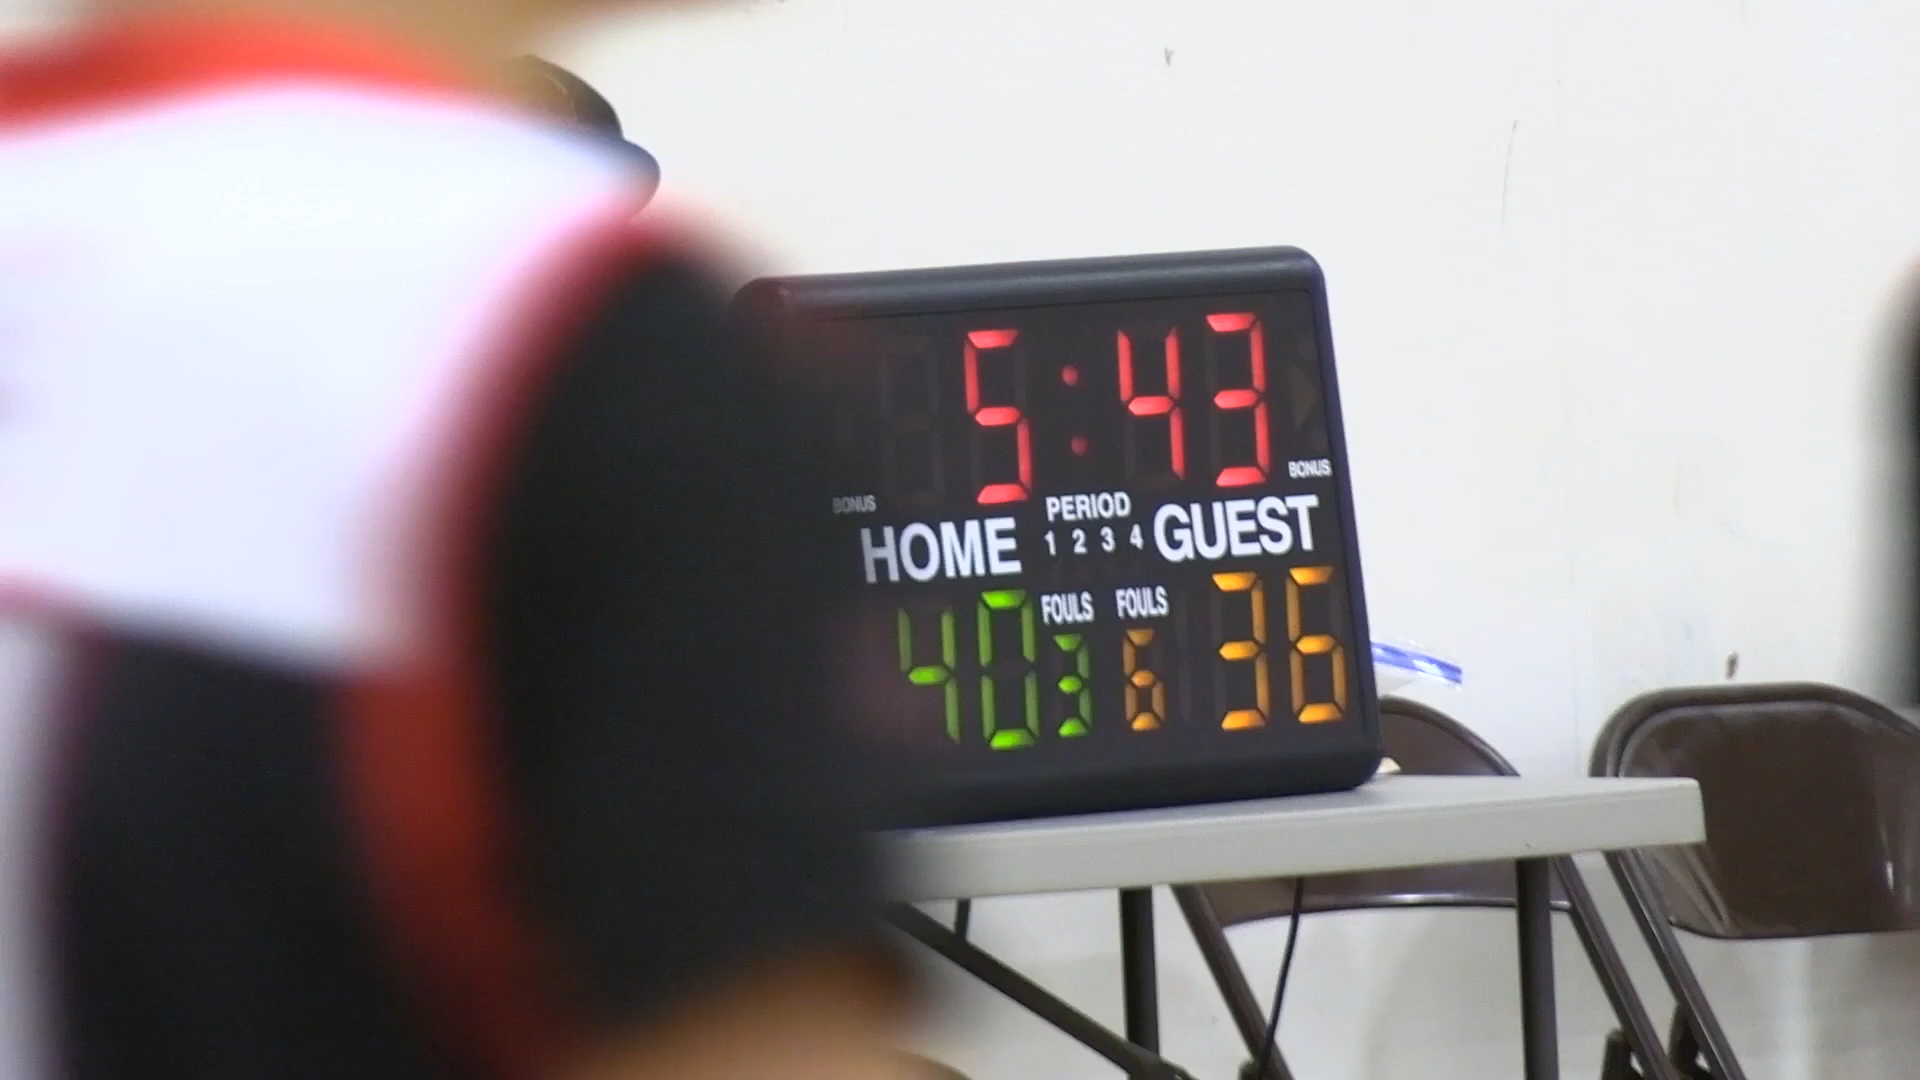 5:43
BONUS BONUS
PERIOD
HOME 1 2 3 4 GUEST
FOULS FOULS
40 3 6 36